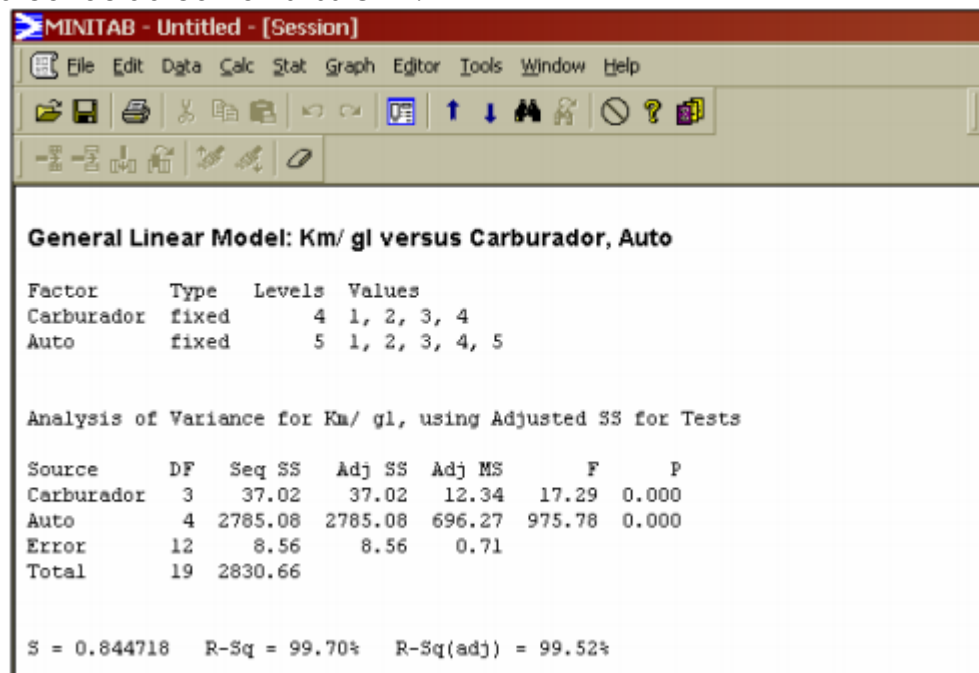 MINITAB - Untitled - [Session]
File Edit Data Calc Stat Graph Editor Tools Window Help
General Linear Model: Km/ gl versus Carburador, Auto
Factor Type Levels Values
Carburador fixed 4 1, 2, 3, 4
Auto fixed 5 1, 2, 3, 4, 5
Analysis of Variance for Km/ gl, using Adjusted SS for Tests
Source DF Seq SS Adj SS Adj MS F P
Carburador 3 37.02 37.02 12.34 17.29 0.000
Auto 4 2785.08 2785.08 696.27 975.78 0.000
Error 12 8.56 8.56 0.71
Total 19 2830.66
S = 0.844718 R-Sq = 99.70% R-Sq(adj) = 99.52%